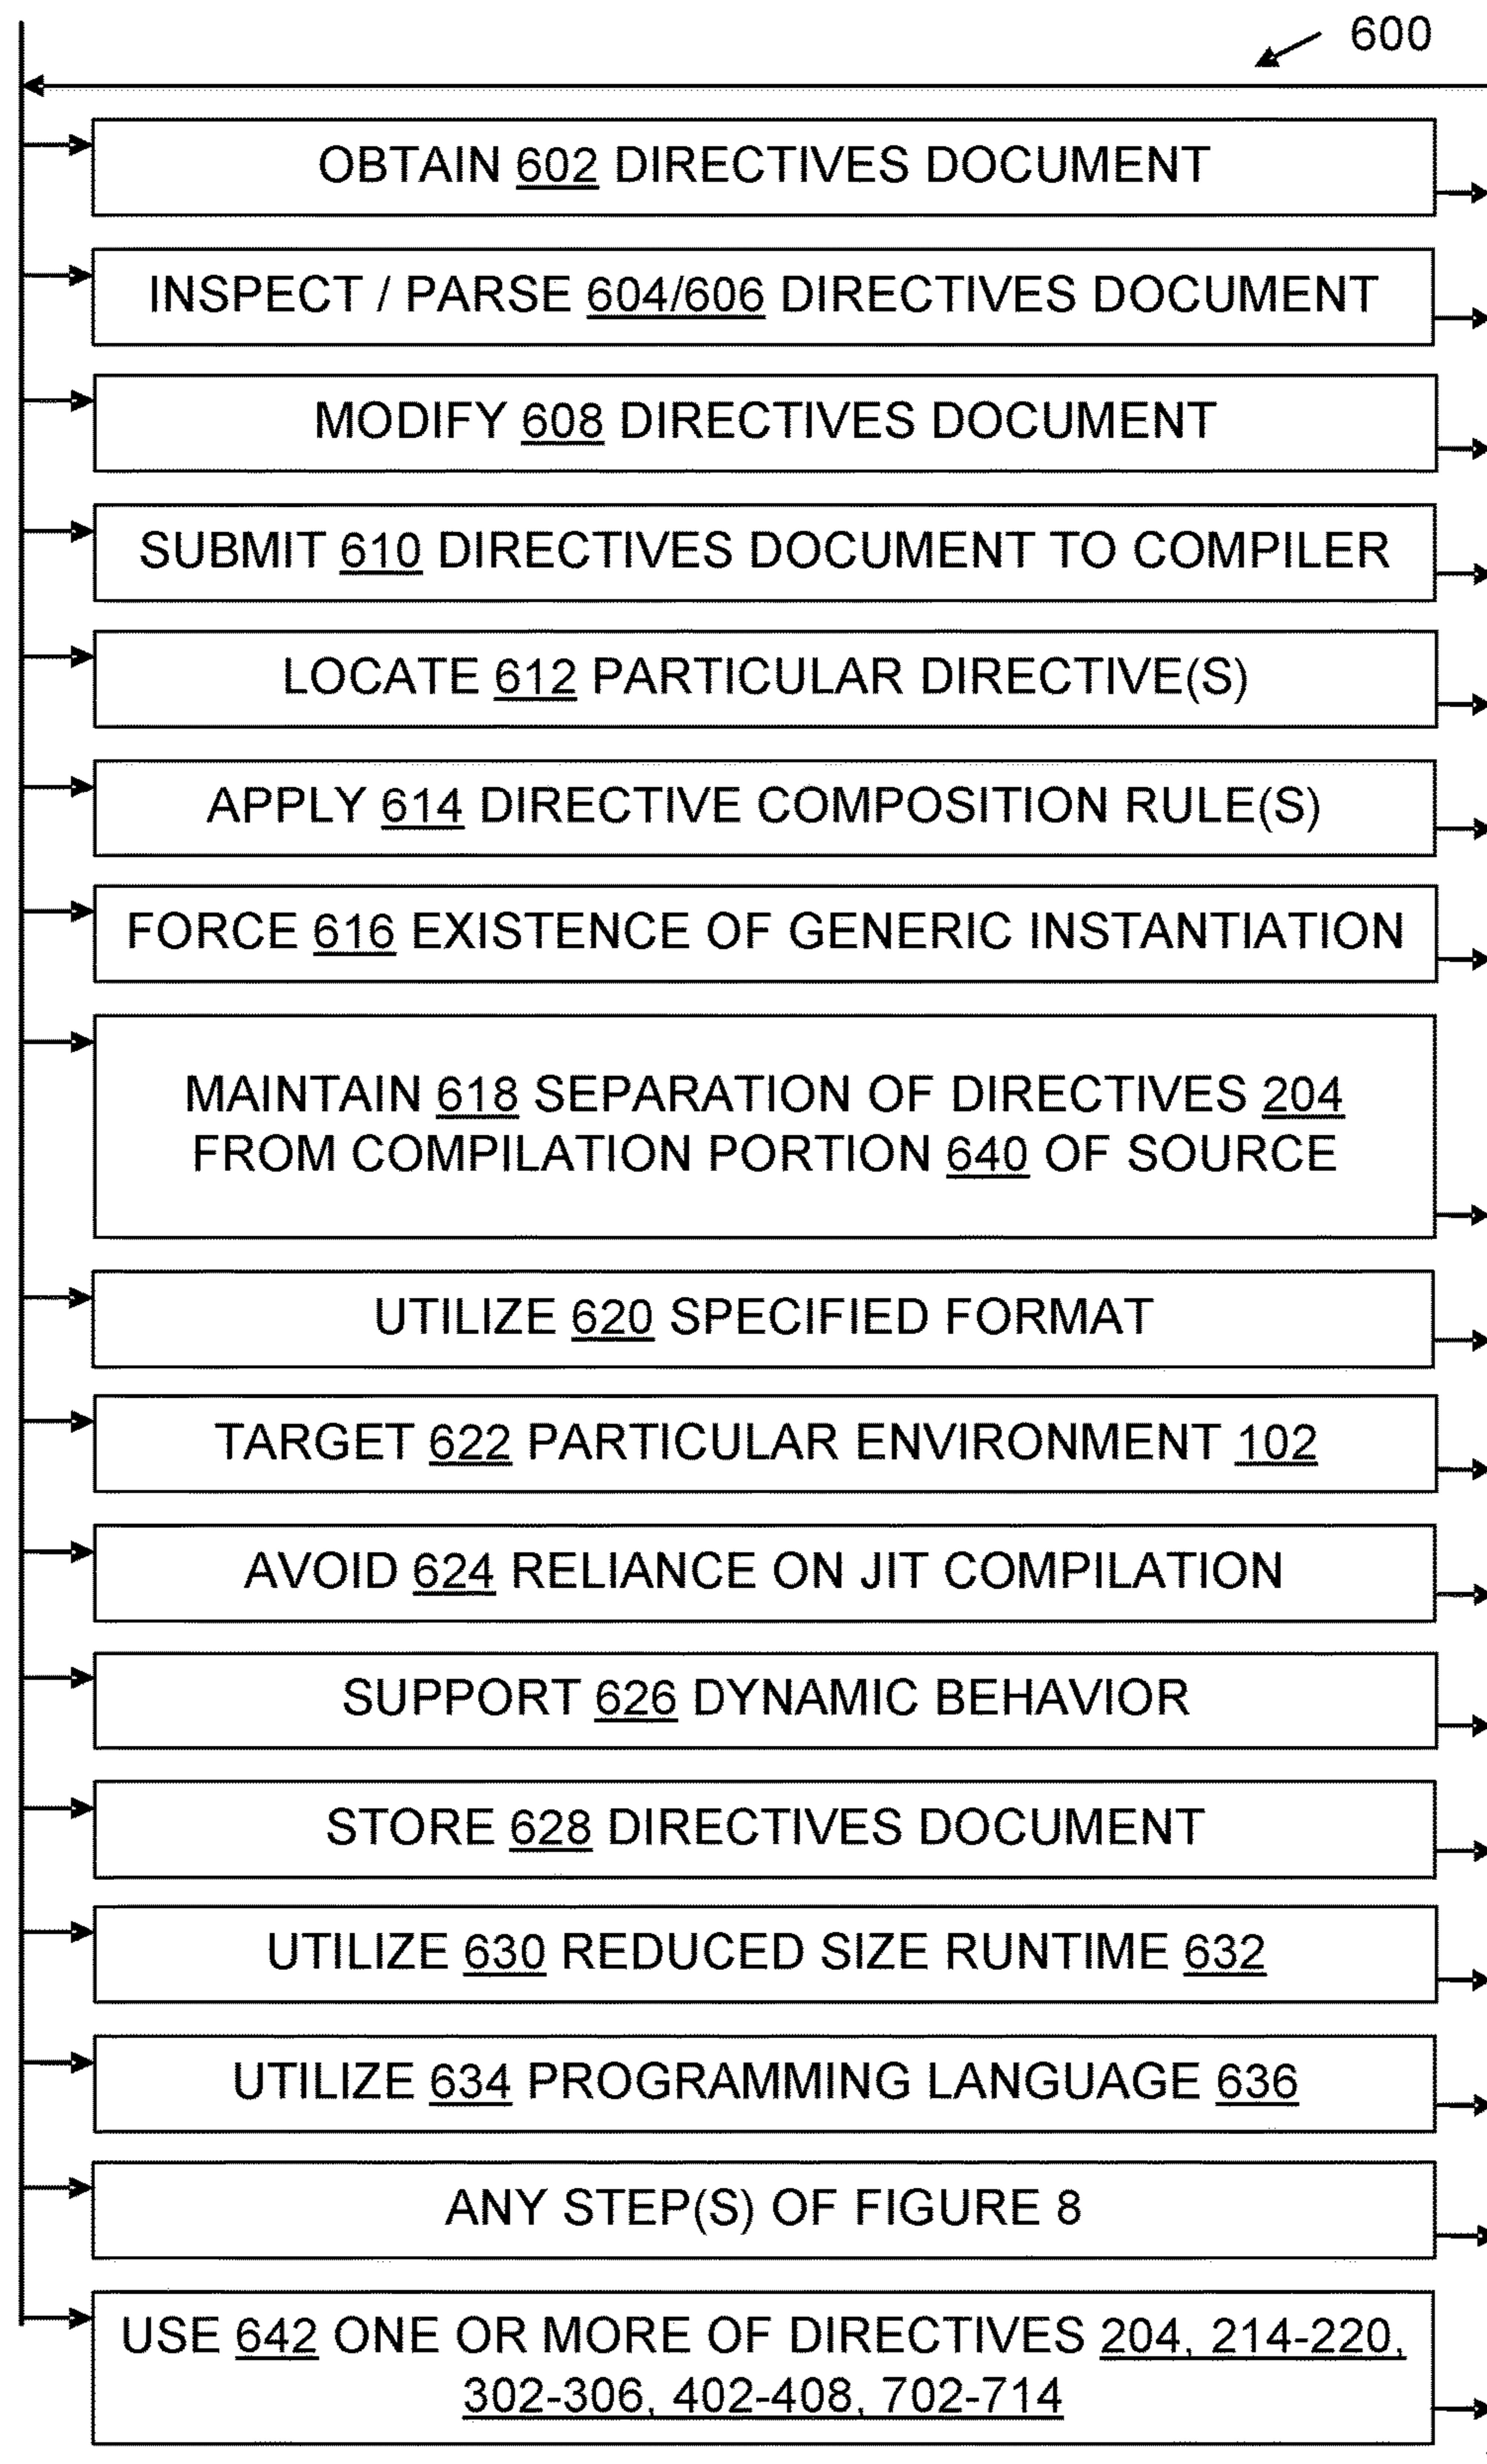 600
OBTAIN 602 DIRECTIVES DOCUMENT
INSPECT / PARSE 604/606 DIRECTIVES DOCUMENT
MODIFY 608 DIRECTIVES DOCUMENT
SUBMIT 610 DIRECTIVES DOCUMENT TO COMPILER
LOCATE 612 PARTICULAR DIRECTIVE(S)
APPLY 614 DIRECTIVE COMPOSITION RULE(S)
FORCE 616 EXISTENCE OF GENERIC INSTANTIATION
MAINTAIN 618 SEPARATION OF DIRECTIVES 204
FROM COMPILATION PORTION 640 OF SOURCE
UTILIZE 620 SPECIFIED FORMAT
TARGET 622 PARTICULAR ENVIRONMENT 102
AVOID 624 RELIANCE ON JIT COMPILATION
SUPPORT 626 DYNAMIC BEHAVIOR
STORE 628 DIRECTIVES DOCUMENT
UTILIZE 630 REDUCED SIZE RUNTIME 632
UTILIZE 634 PROGRAMMING LANGUAGE 636
ANY STEP(S) OF FIGURE 8
USE 642 ONE OR MORE OF DIRECTIVES 204, 214-220,
302-306, 402-408, 702-714